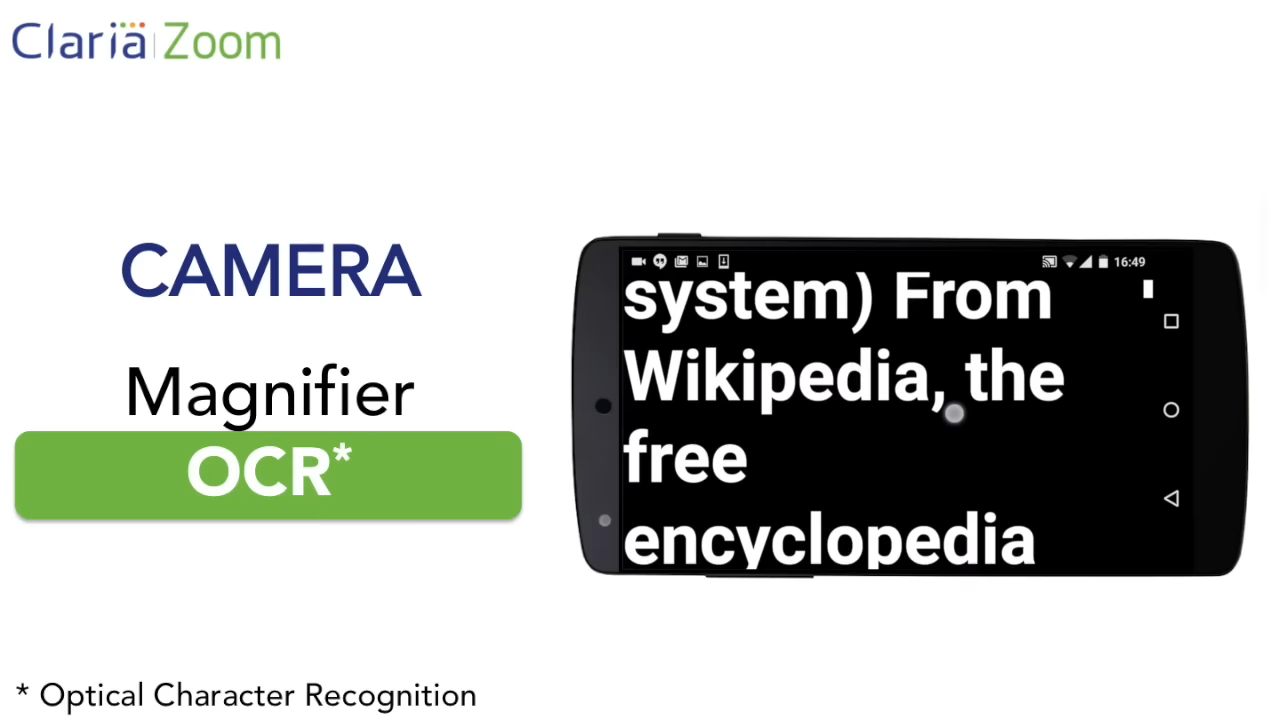 Claria Zoom
CAMERA
Magnifier
OCR*
16:49
system) From
Wikipedia, the
free
encyclopedia
* Optical Character Recognition